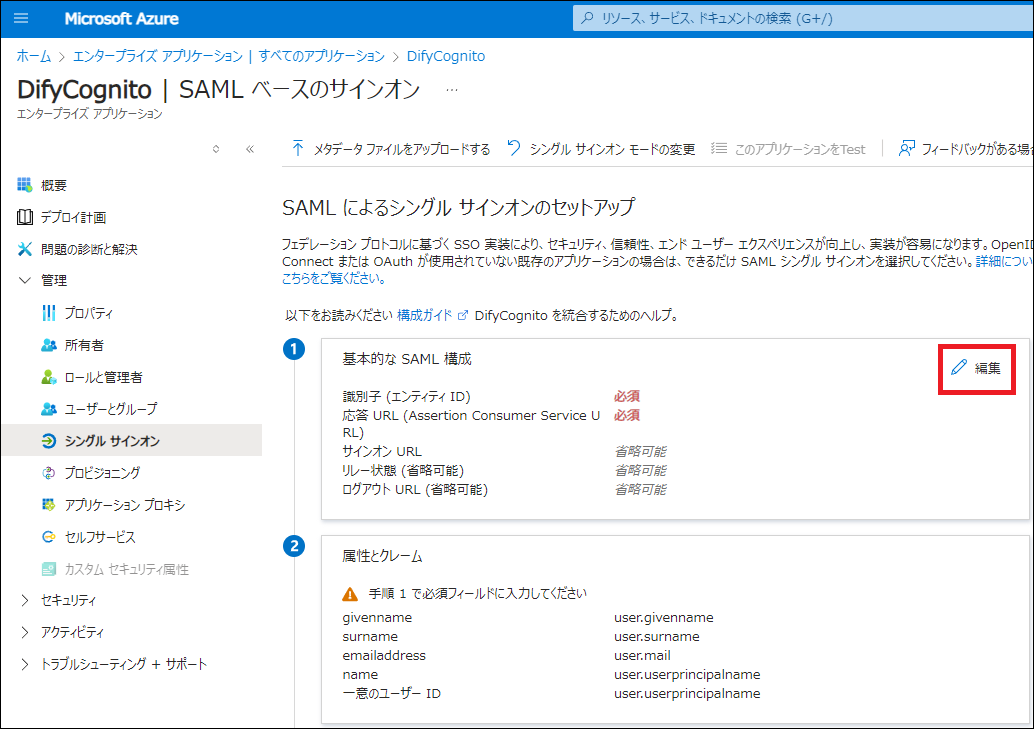 Microsoft Azure
リソース、サービス、ドキュメントの検索 (G+/)
ホーム > エンタープライズ アプリケーション | すべてのアプリケーション > DifyCognito
DifyCognito | SAML ベースのサインオン ...
エンタープライズ アプリケーション
メタデータ ファイルをアップロードする シングル サインオン モードの変更 このアプリケーションをTest フィードバックがある場合
概要
デプロイ計画
問題の診断と解決
管理
プロパティ
所有者
ロールと管理者
ユーザーとグループ
シングル サインオン
プロビジョニング
アプリケーション プロキシ
セルフサービス
カスタム セキュリティ属性
セキュリティ
アクティビティ
トラブルシューティング + サポート
SAML によるシングル サインオンのセットアップ
フェデレーション プロトコルに基づく SSO 実装により、セキュリティ、信頼性、エンド ユーザー エクスペリエンスが向上し、実装が容易になります。OpenID
Connect または OAuth が使用されていない既存のアプリケーションの場合は、できるだけ SAML シングル サインオンを選択してください。詳細につい
こちらをご覧ください。
以下をお読みください 構成ガイド DifyCognito を統合するためのヘルプ。
1
基本的な SAML 構成
編集
識別子 (エンティティ ID) 必須
応答 URL (Assertion Consumer Service U 必須
RL)
サインオン URL 省略可能
リレー状態 (省略可能) 省略可能
ログアウト URL (省略可能) 省略可能
2
属性とクレーム
手順 1 で必須フィールドに入力してください
givenname user.givenname
surname user.surname
emailaddress user.mail
name user.userprincipalname
一意のユーザー ID user.userprincipalname